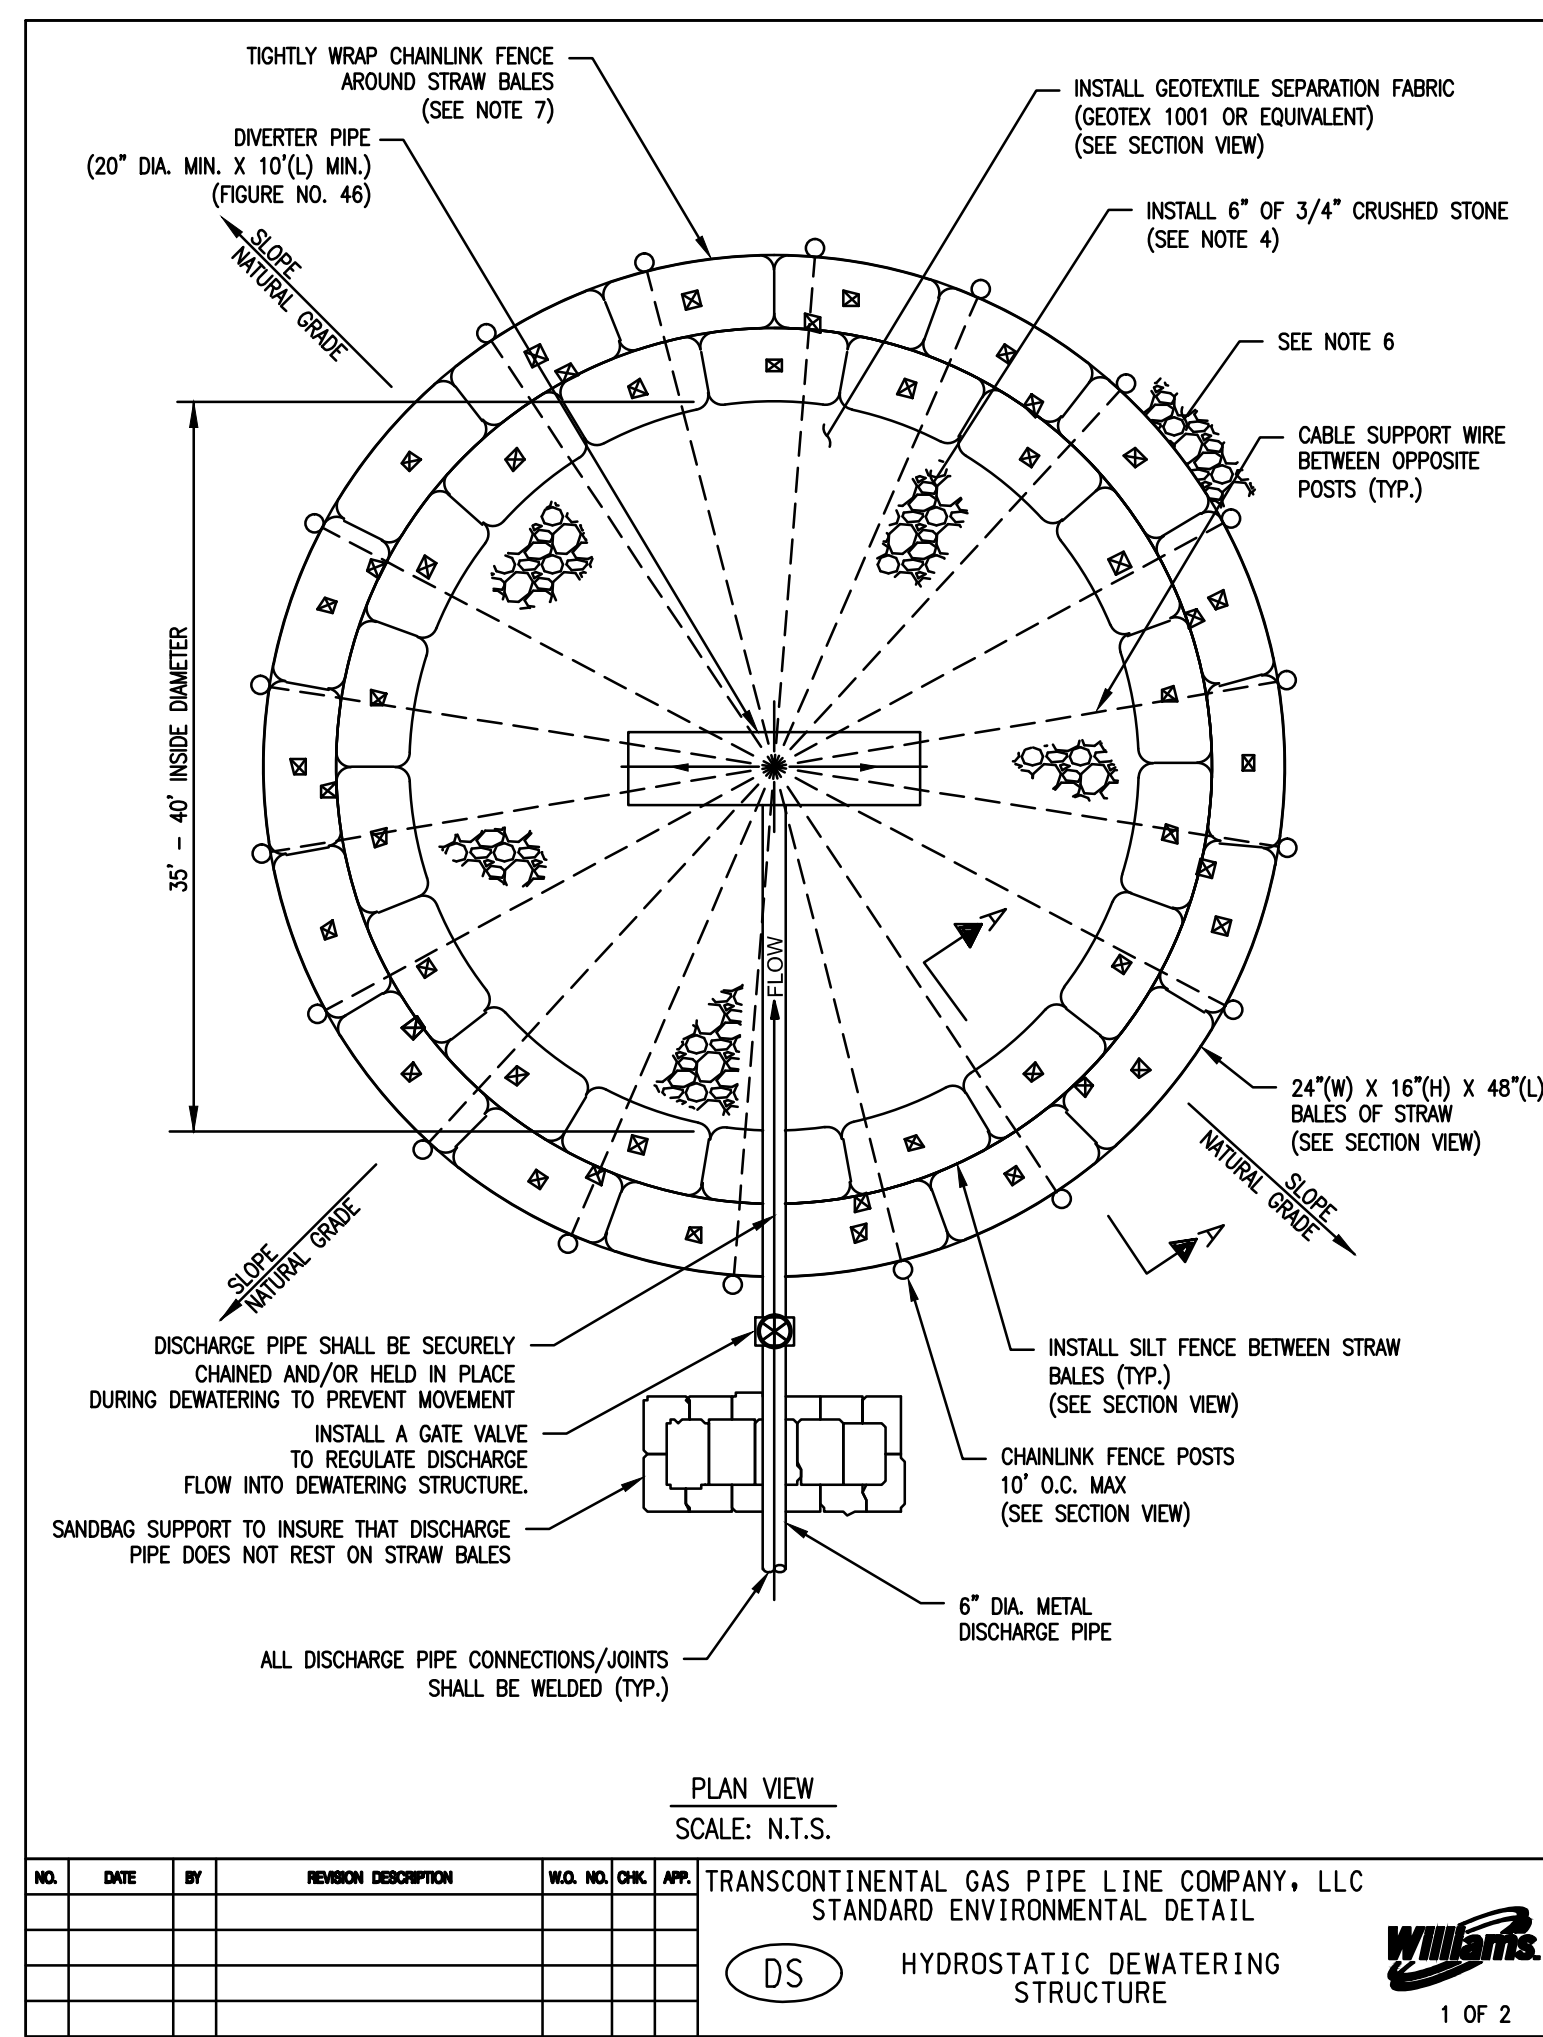 TIGHTLY WRAP CHAINLINK FENCE
AROUND STRAW BALES
(SEE NOTE 7)
DIVERTER PIPE
(20" DIA. MIN. X 10'(L) MIN.)
(FIGURE NO. 46)
INSTALL GEOTEXTILE SEPARATION FABRIC
(GEOTEX 1001 OR EQUIVALENT)
(SEE SECTION VIEW)
INSTALL 6" OF 3/4" CRUSHED STONE
(SEE NOTE 4)
SLOPE
NATURAL GRADE
SEE NOTE 6
CABLE SUPPORT WIRE
BETWEEN OPPOSITE
POSTS (TYP.)
35' - 40' INSIDE DIAMETER
FLOW
A
24"(W) X 16"(H) X 48"(L)
BALES OF STRAW
(SEE SECTION VIEW)
SLOPE
NATURAL GRADE
A
SLOPE
NATURAL GRADE
DISCHARGE PIPE SHALL BE SECURELY
CHAINED AND/OR HELD IN PLACE
DURING DEWATERING TO PREVENT MOVEMENT
INSTALL A GATE VALVE
TO REGULATE DISCHARGE
FLOW INTO DEWATERING STRUCTURE.
SANDBAG SUPPORT TO INSURE THAT DISCHARGE
PIPE DOES NOT REST ON STRAW BALES
INSTALL SILT FENCE BETWEEN STRAW
BALES (TYP.)
(SEE SECTION VIEW)
CHAINLINK FENCE POSTS
10' O.C. MAX
(SEE SECTION VIEW)
6" DIA. METAL
DISCHARGE PIPE
ALL DISCHARGE PIPE CONNECTIONS/JOINTS
SHALL BE WELDED (TYP.)
PLAN VIEW
SCALE: N.T.S.
NO. DATE BY REVISION DESCRIPTION W.O. NO. CHK. APP.
TRANSCONTINENTAL GAS PIPE LINE COMPANY, LLC
STANDARD ENVIRONMENTAL DETAIL
DS
HYDROSTATIC DEWATERING
STRUCTURE
Williams.
1 OF 2